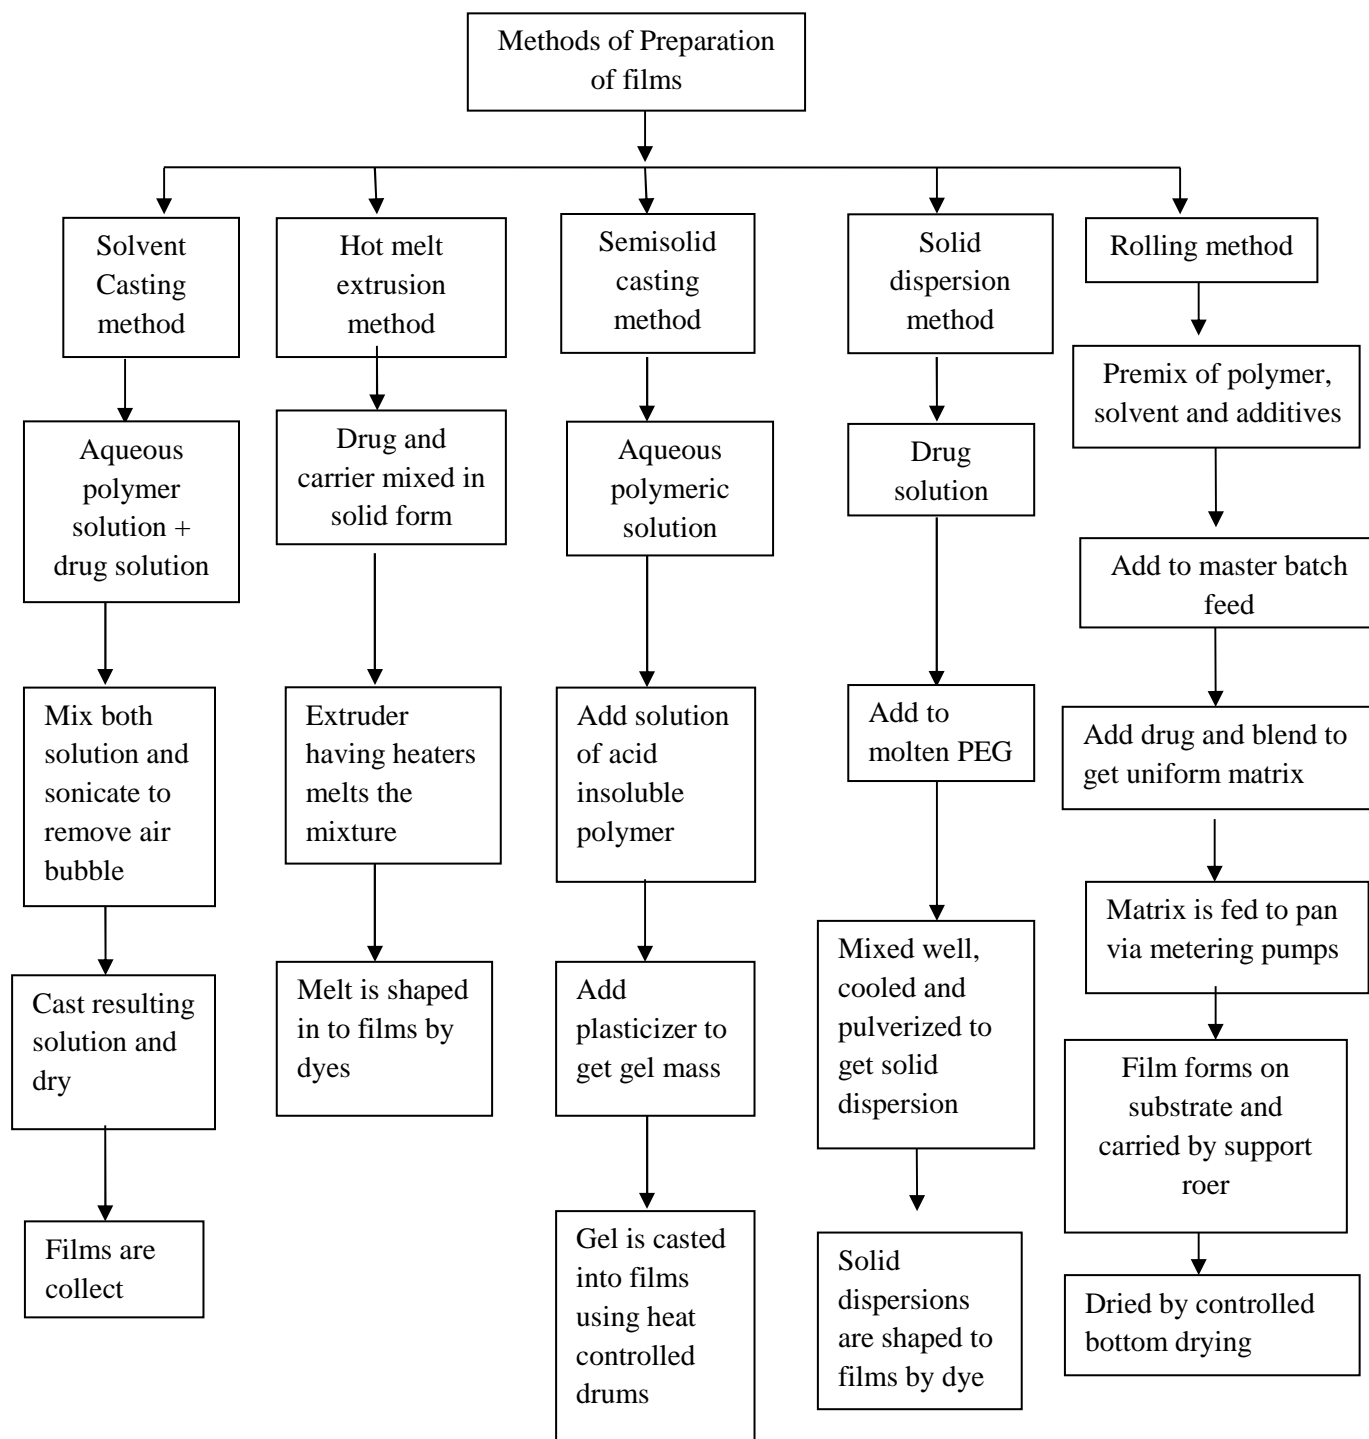 Methods of Preparation
of films
Solvent
Casting
method
Aqueous
polymer
solution +
drug solution
Mix both
solution and
sonicate to
remove air
bubble
Cast resulting
solution and
dry
Films are
collect
Hot melt
extrusion
method
Drug and
carrier mixed in
solid form
Extruder
having heaters
melts the
mixture
Melt is shaped
in to films by
dyes
Semisolid
casting
method
Aqueous
polymeric
solution
Add solution
of acid
insoluble
polymer
Add
plasticizer to
get gel mass
Gel is casted
into films
using heat
controlled
drums
Solid
dispersion
method
Drug
solution
Add to
molten PEG
Mixed well,
cooled and
pulverized to
get solid
dispersion
Solid
dispersions
are shaped to
films by dye
Rolling method
Premix of polymer,
solvent and additives
Add to master batch
feed
Add drug and blend to
get uniform matrix
Matrix is fed to pan
via metering pumps
Film forms on
substrate and
carried by support
roer
Dried by controlled
bottom drying